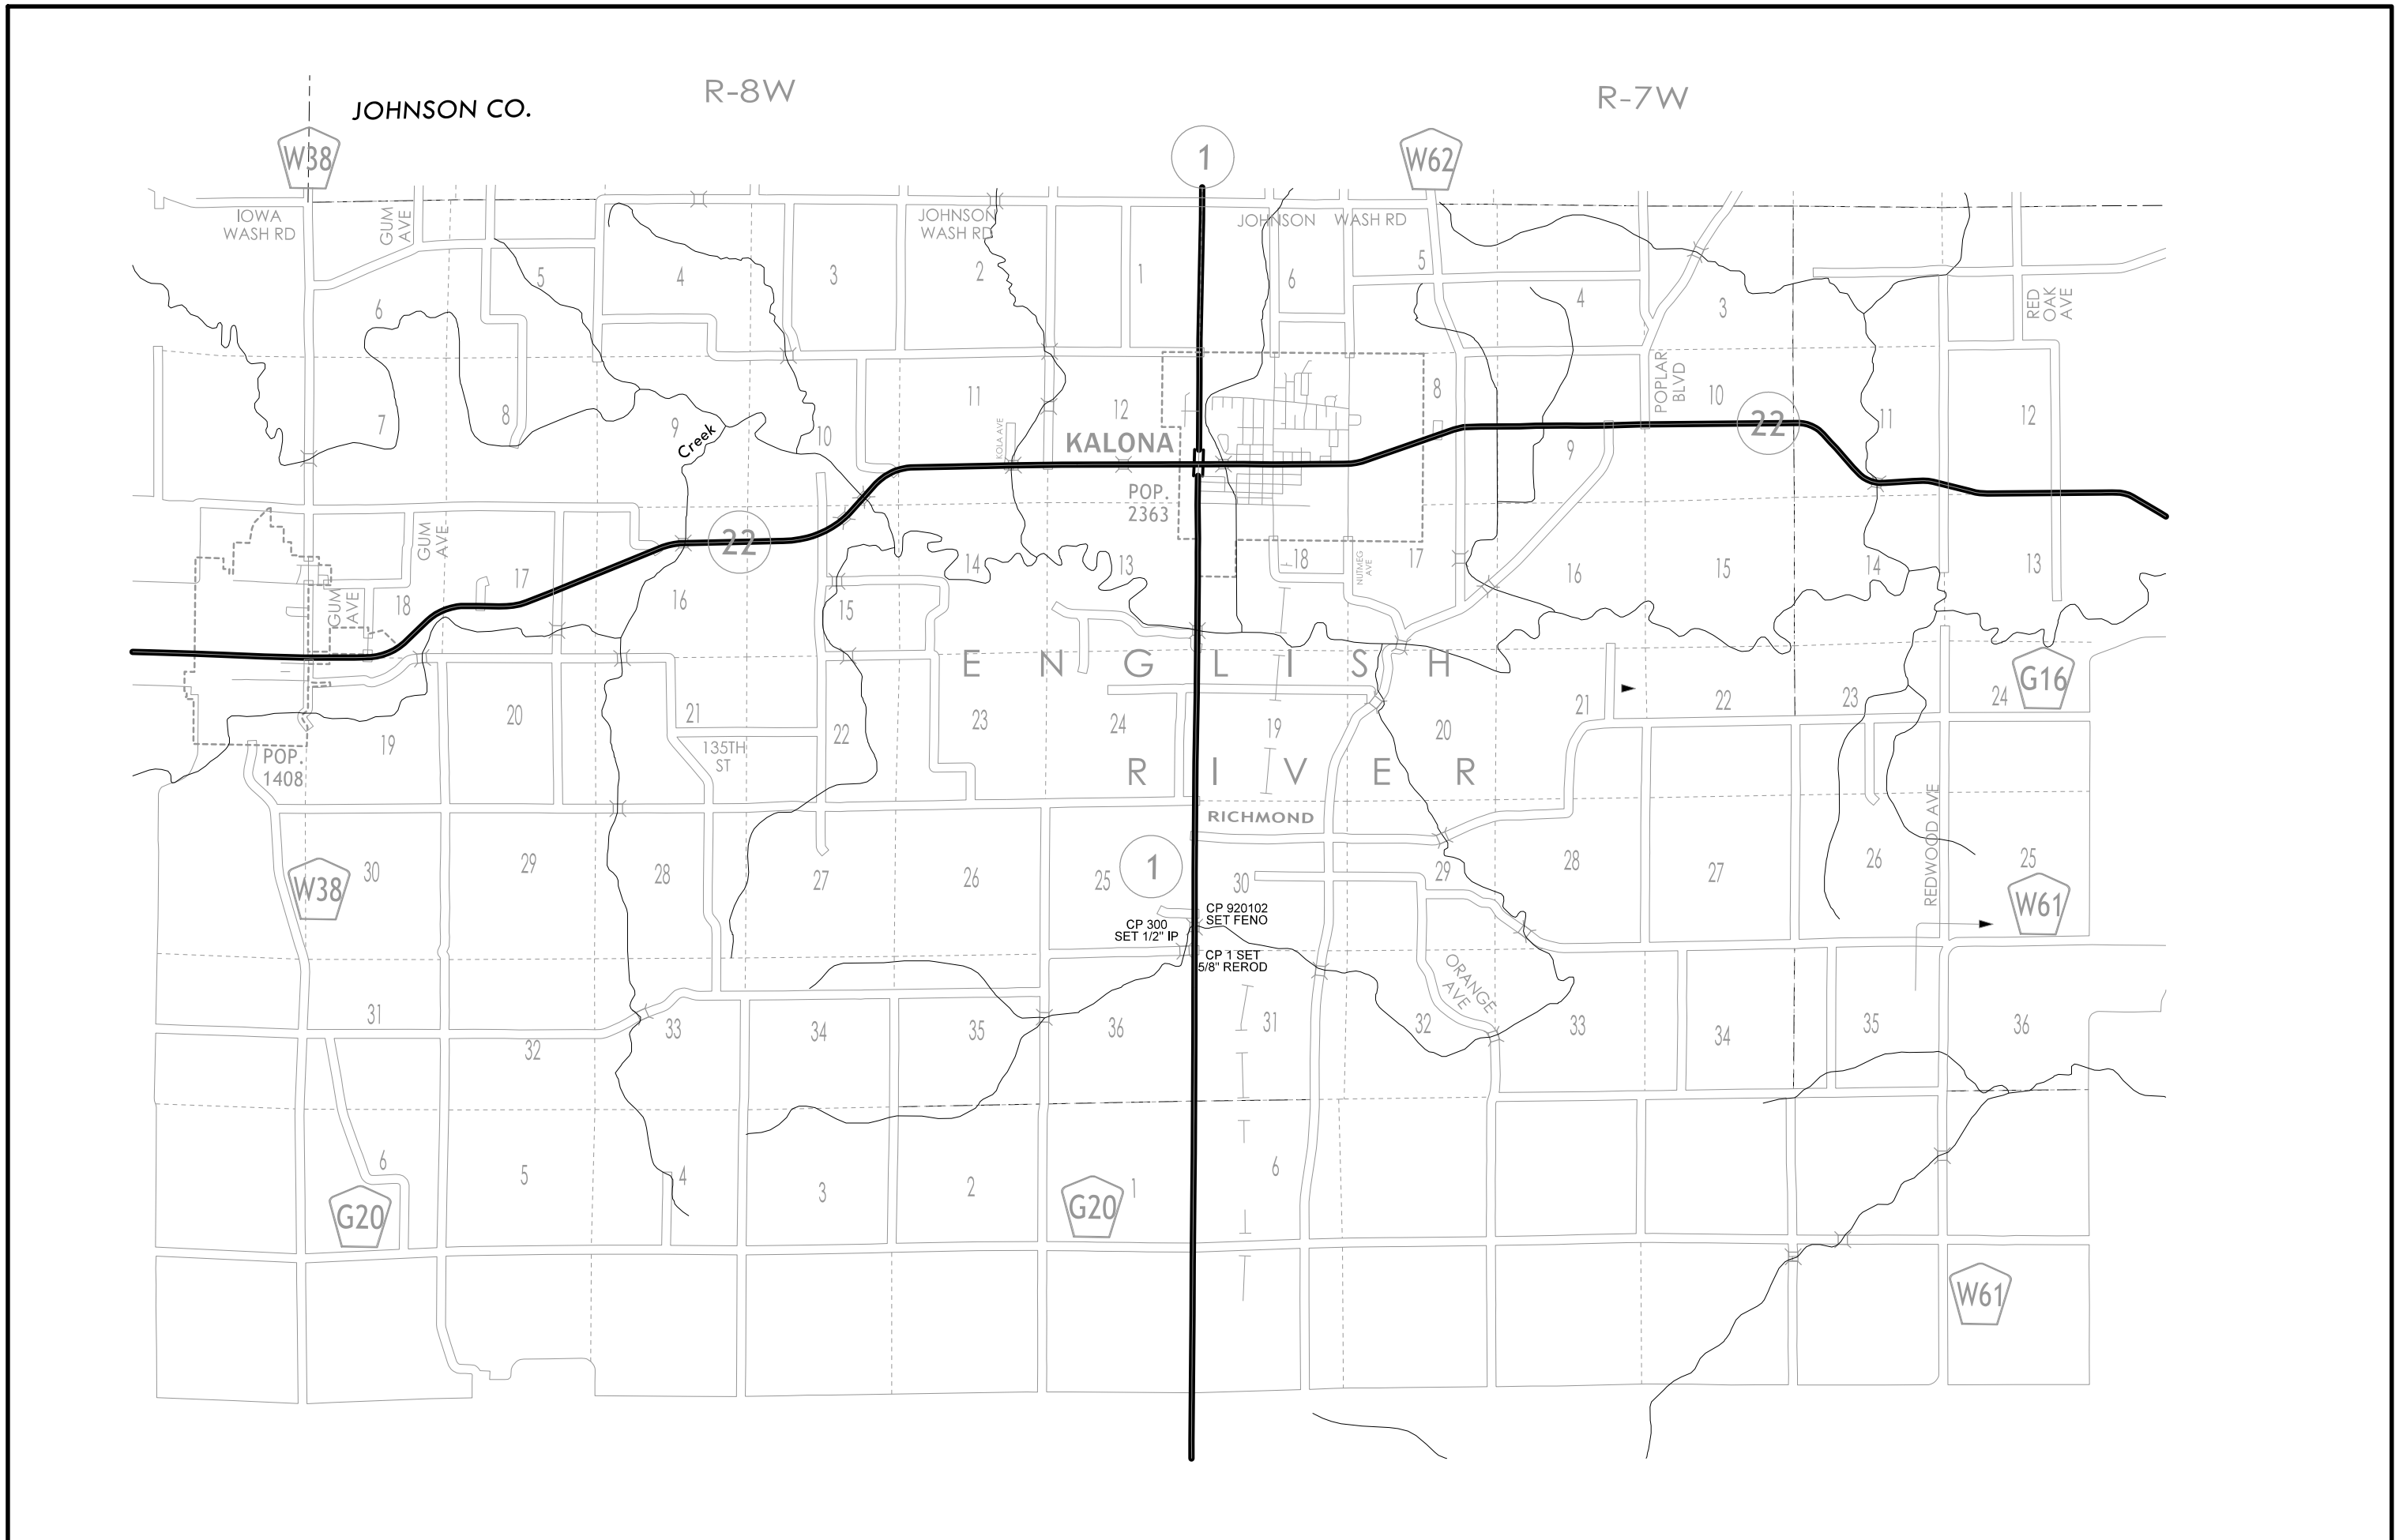 R-8W
R-7W
JOHNSON CO.
W38
1
W62
IOWA
WASH RD
GUM
AVE
JOHNSON
WASH RD
JOHNSON WASH RD
5
4
3
2
1
6
5
4
3
6
RED
OAK
AVE
POPLAR
BLVD
7
8
9
Creek
10
11
KOLA AVE
12
KALONA
POP.
2363
8
9
10
22
11
12
GUM
AVE
22
17
16
15
14
13
18
NUTMEG
AVE
17
16
15
14
13
18
GUM
AVE
ENGLISH
G16
19
20
21
22
23
24
19
20
21
22
23
24
135TH
ST
POP.
1408
RIVER
RICHMOND
REDWOOD AVE
W38
30
29
28
27
26
25
1
30
29
28
27
26
25
W61
CP 920102
SET FENO
CP 300
SET 1/2" IP
CP 1 SET
5/8" REROD
ORANGE
AVE
31
32
33
34
35
36
31
32
33
34
35
36
6
5
4
3
2
1
6
G20
G20
W61